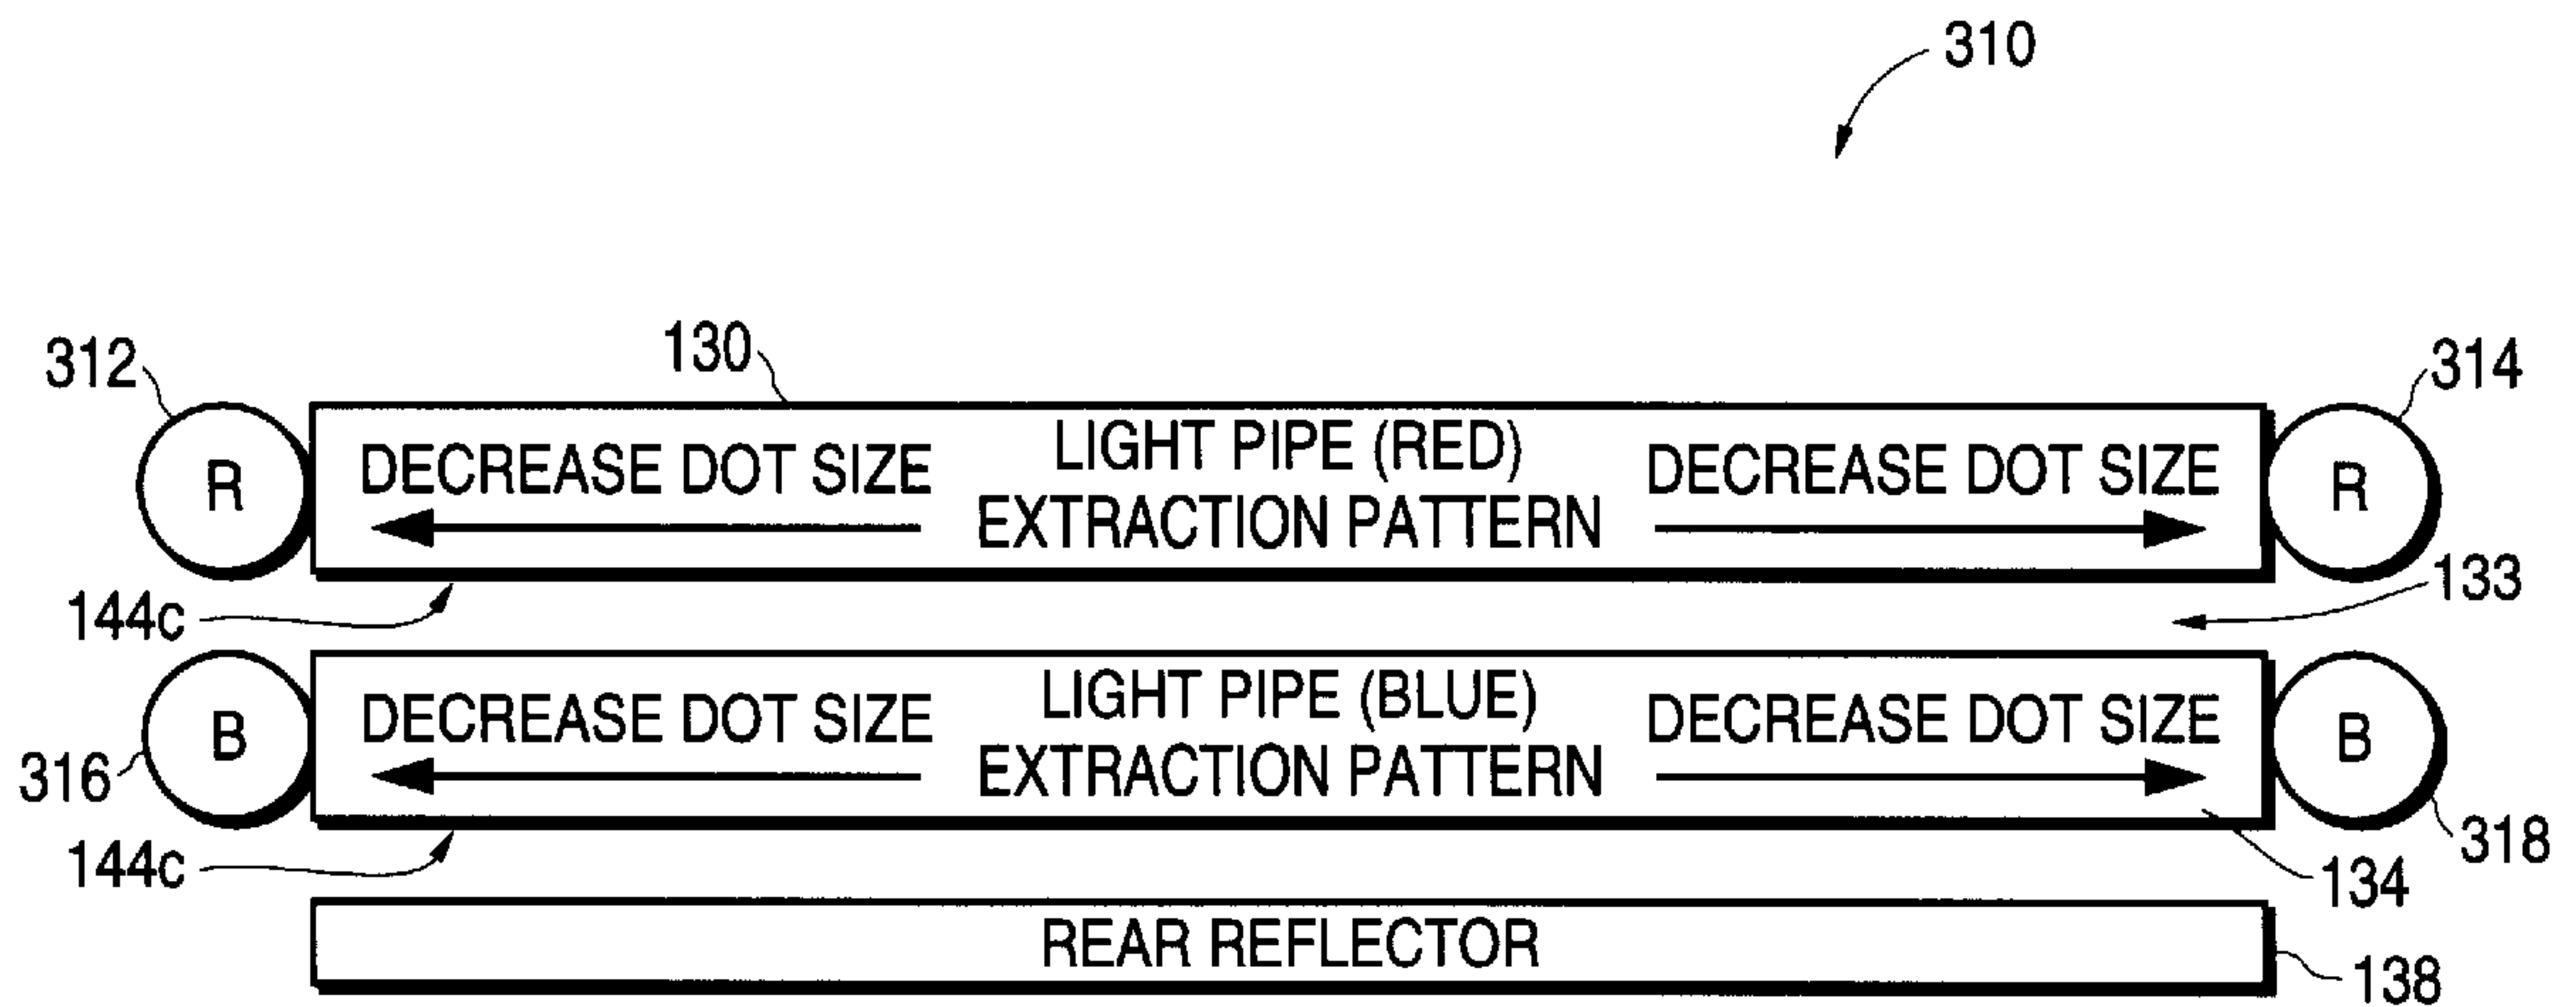 310
312
130
314
R
DECREASE DOT SIZE
LIGHT PIPE (RED)
EXTRACTION PATTERN
DECREASE DOT SIZE
R
144c
133
B
DECREASE DOT SIZE
LIGHT PIPE (BLUE)
EXTRACTION PATTERN
DECREASE DOT SIZE
B
316
318
144c
134
REAR REFLECTOR
138